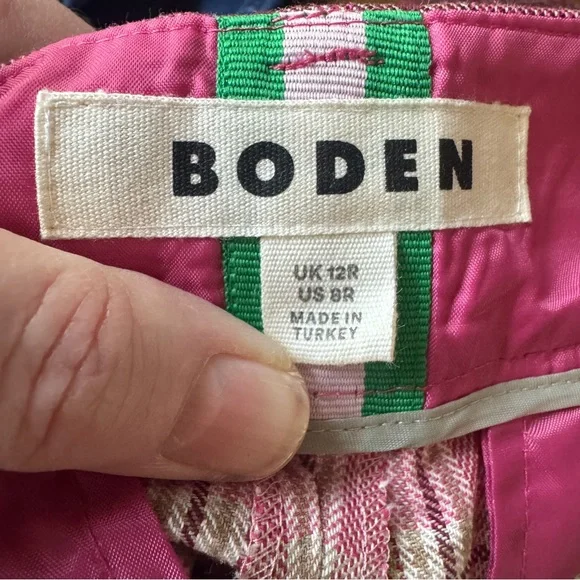 BODEN
UK 12R
US 8R
MADE IN
TURKEY